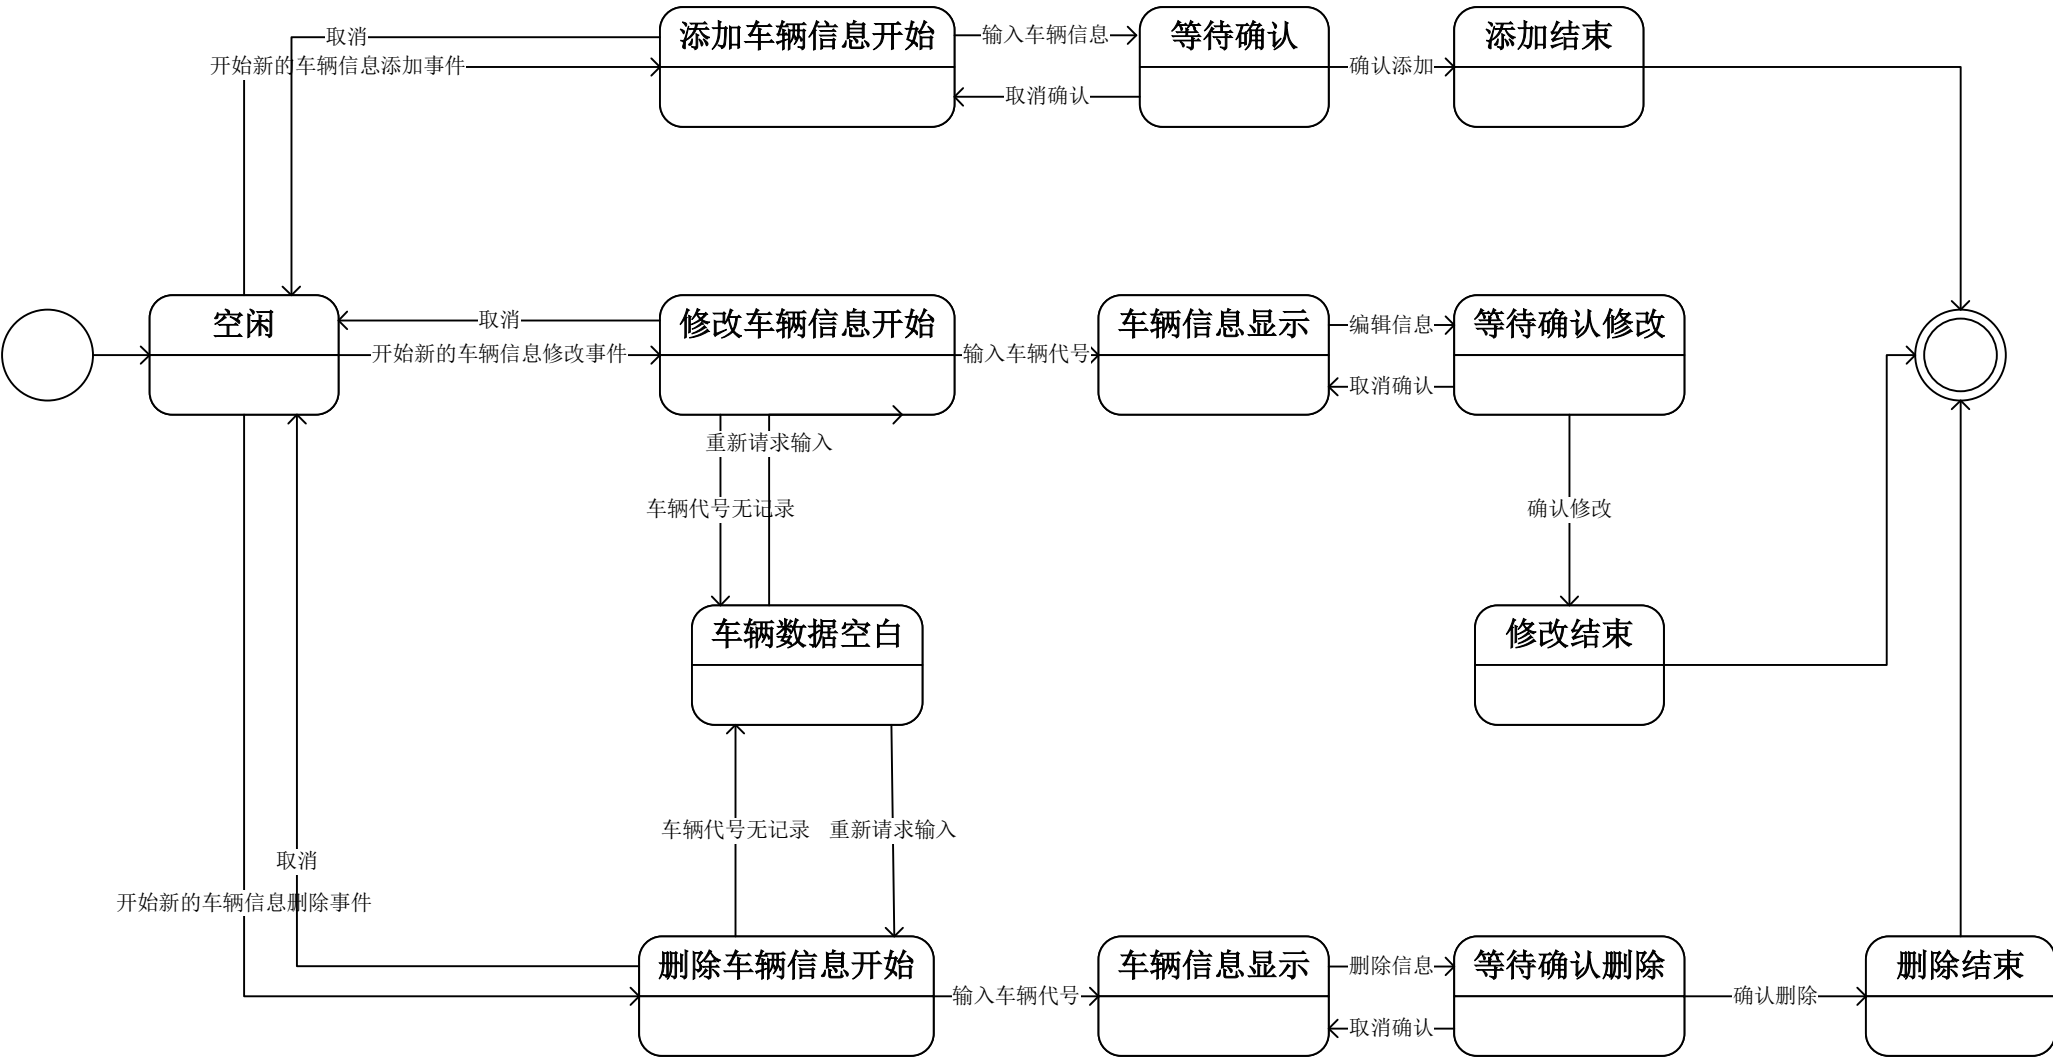 取消
添加车辆信息开始
输入车辆信息
等待确认
添加结束
开始新的车辆信息添加事件
确认添加
取消确认
空闲
取消
修改车辆信息开始
车辆信息显示
编辑信息
等待确认修改
开始新的车辆信息修改事件
输入车辆代号
取消确认
重新请求输入
车辆代号无记录
确认修改
车辆数据空白
修改结束
车辆代号无记录
重新请求输入
取消
开始新的车辆信息删除事件
删除车辆信息开始
车辆信息显示
删除信息
等待确认删除
删除结束
输入车辆代号
确认删除
取消确认